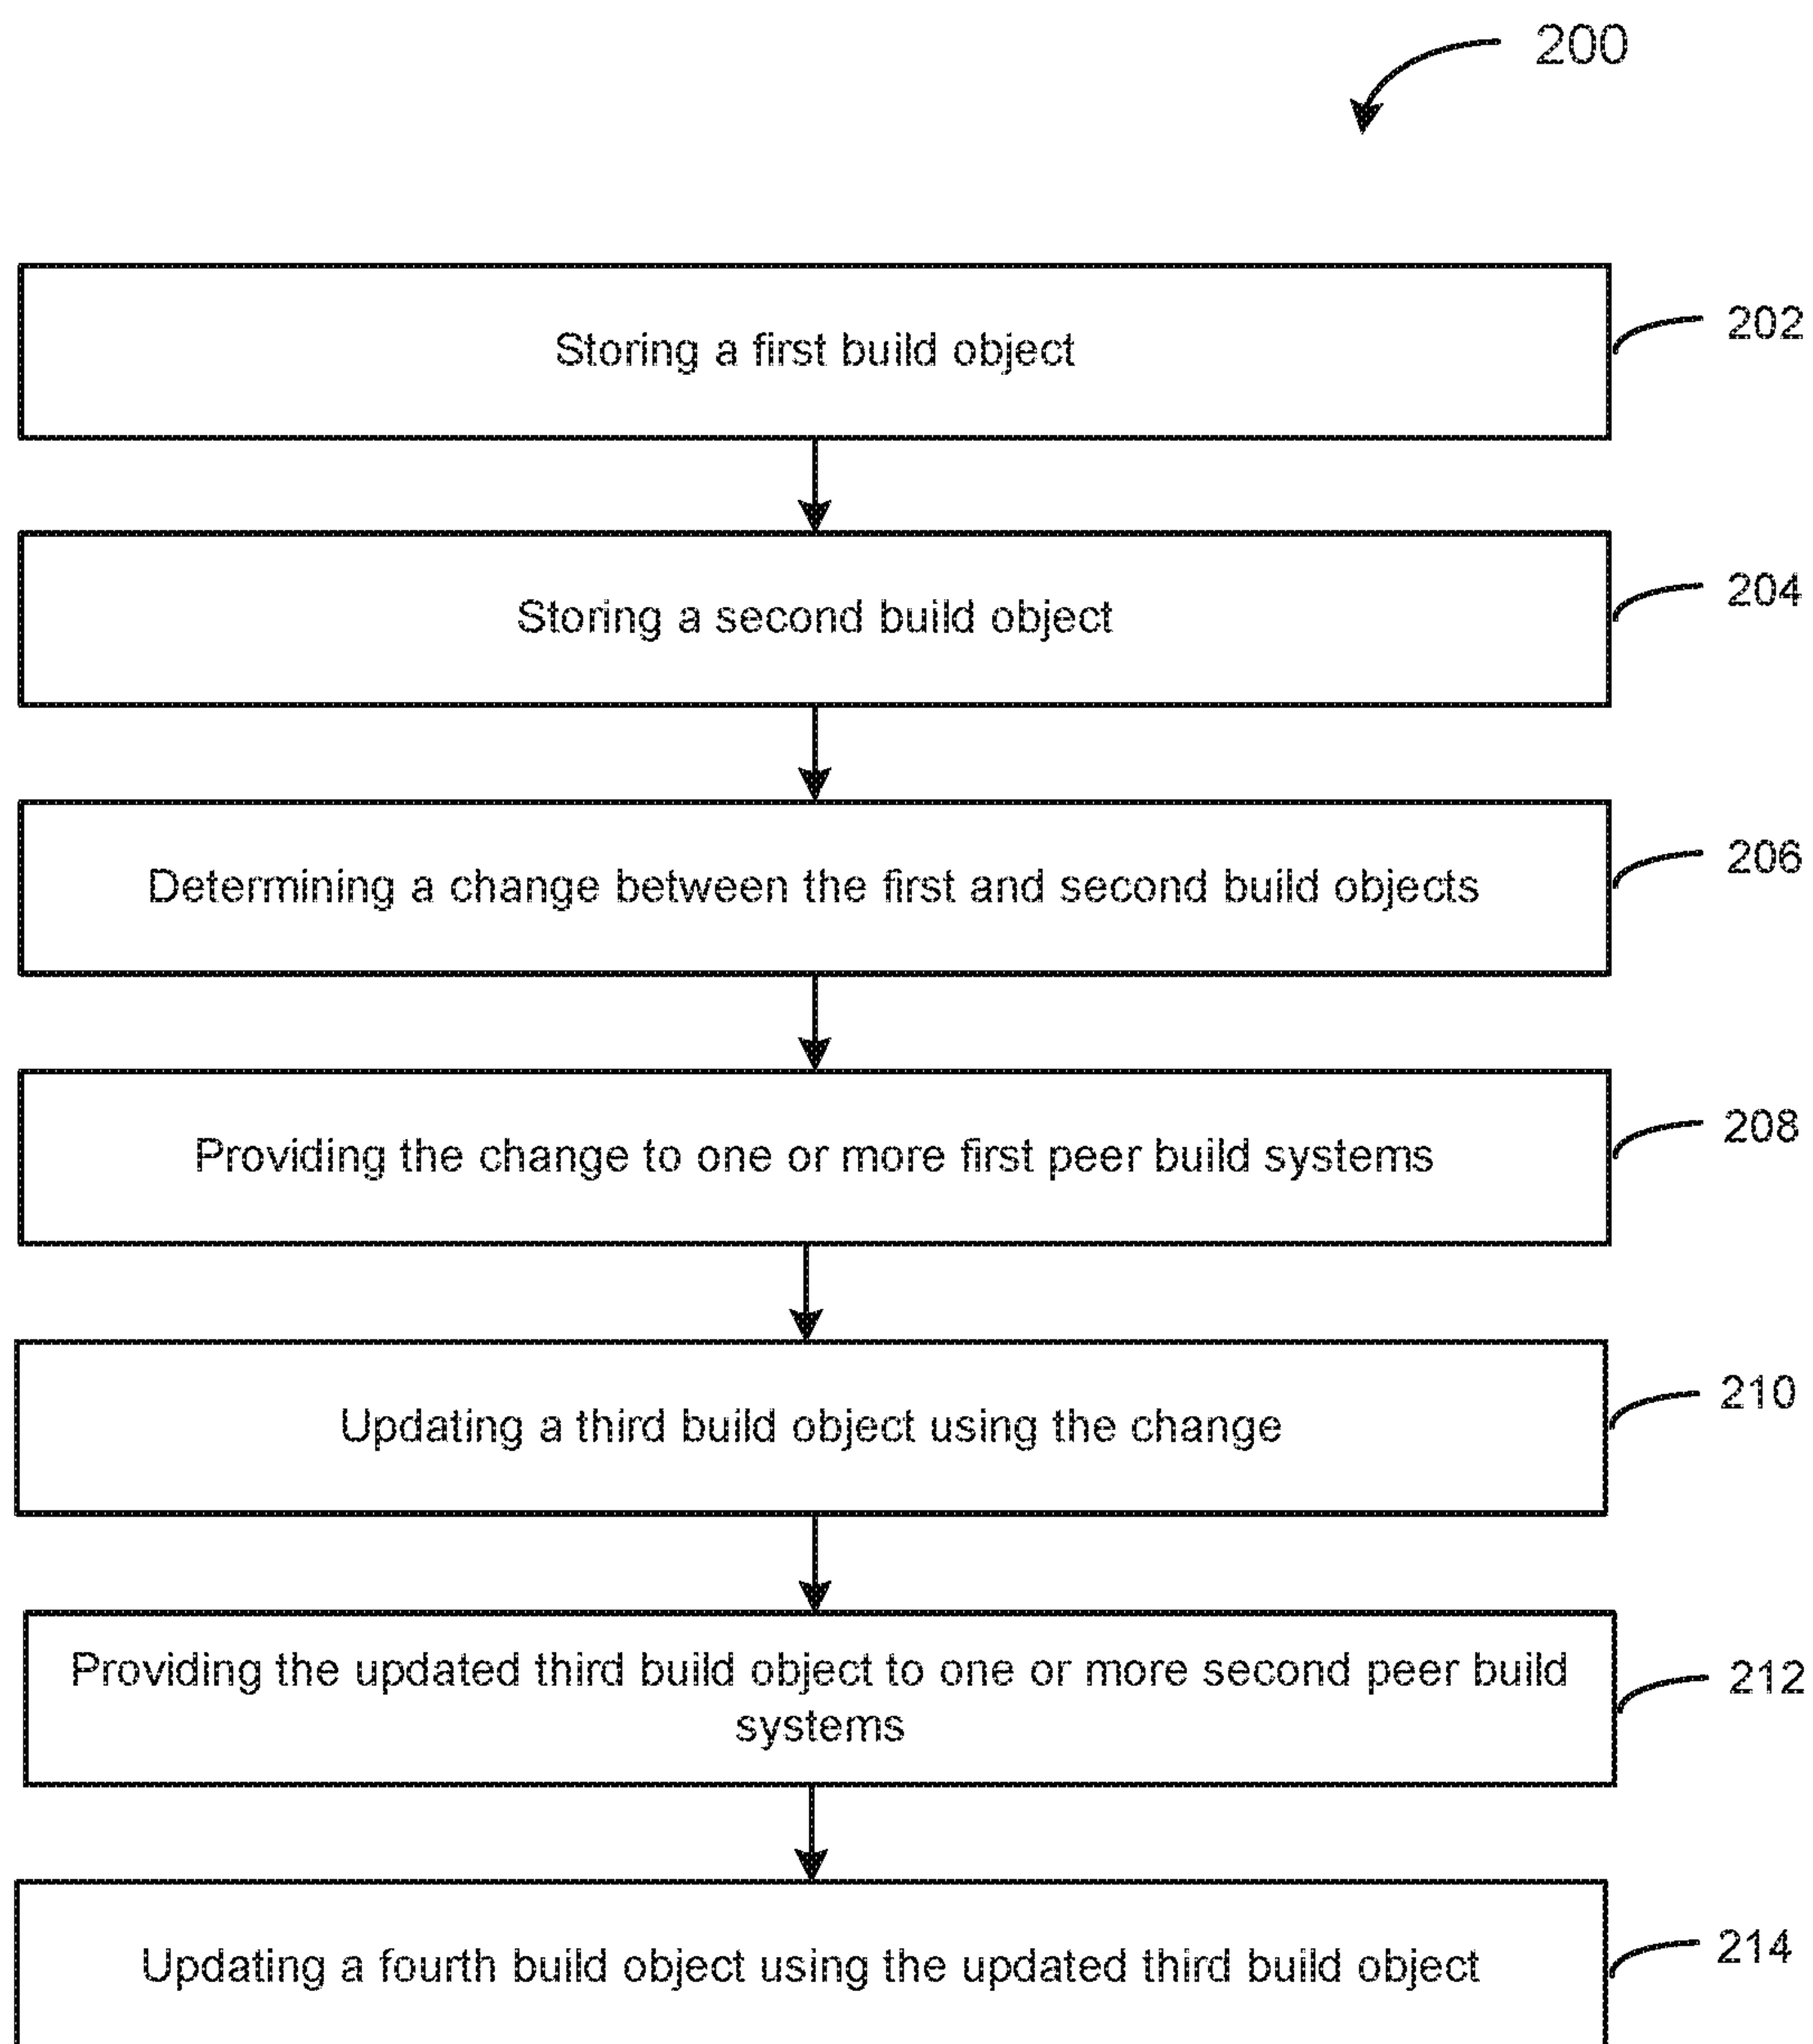 200
Storing a first build object
202
Storing a second build object
204
Determining a change between the first and second build objects
206
Providing the change to one or more first peer build systems
208
Updating a third build object using the change
210
Providing the updated third build object to one or more second peer build
systems
212
Updating a fourth build object using the updated third build object
214